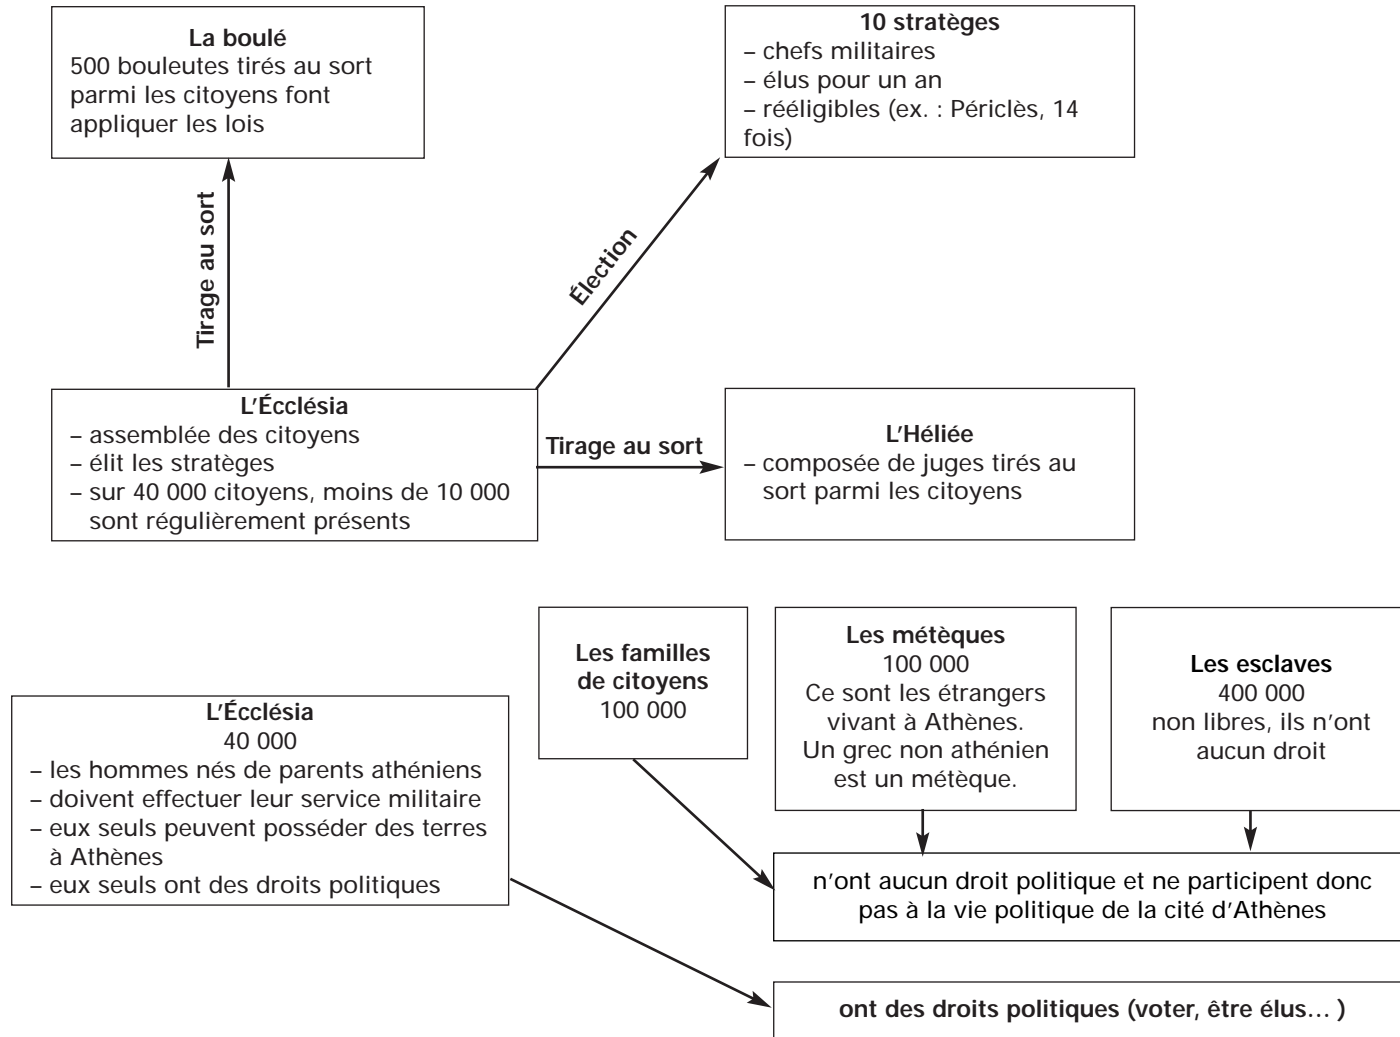 La boulé
500 bouleutes tirés au sort
parmi les citoyens font
appliquer les lois
10 stratèges
– chefs militaires
– élus pour un an
– rééligibles (ex. : Périclès, 14
fois)
Tirage au sort
Élection
L'Écclésia
– assemblée des citoyens
– élit les stratèges
– sur 40 000 citoyens, moins de 10 000
sont régulièrement présents
Tirage au sort
L'Héliée
– composée de juges tirés au
sort parmi les citoyens
L'Écclésia
40 000
– les hommes nés de parents athéniens
– doivent effectuer leur service militaire
– eux seuls peuvent posséder des terres
à Athènes
– eux seuls ont des droits politiques
Les familles
de citoyens
100 000
Les métèques
100 000
Ce sont les étrangers
vivant à Athènes.
Un grec non athénien
est un métèque.
Les esclaves
400 000
non libres, ils n'ont
aucun droit
n'ont aucun droit politique et ne participent donc
pas à la vie politique de la cité d'Athènes
ont des droits politiques (voter, être élus… )